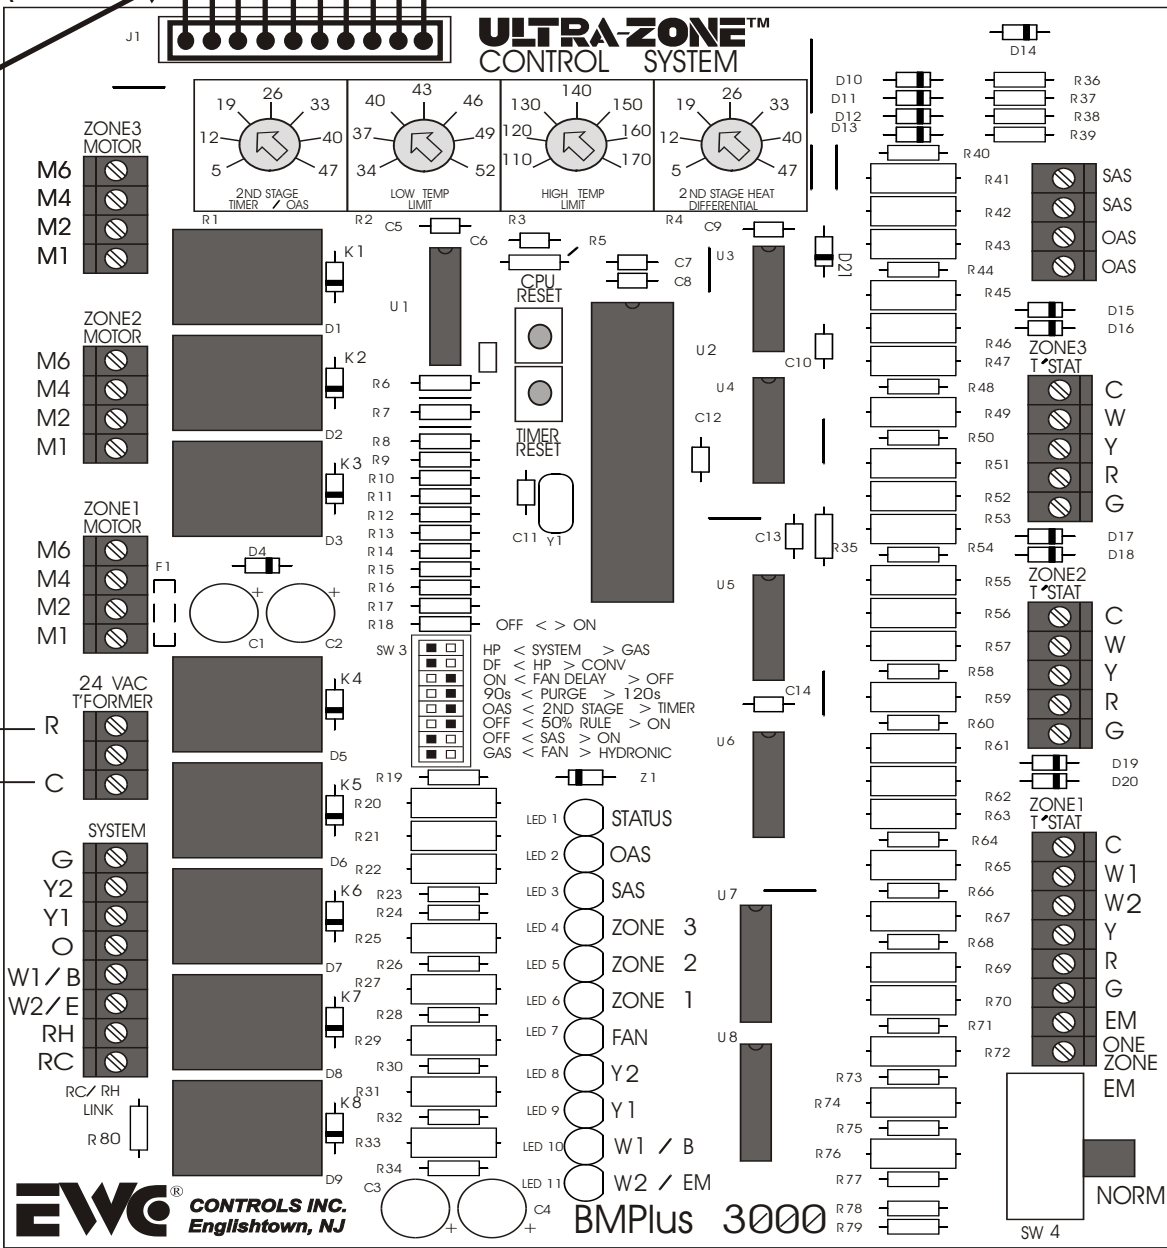 J1
ULTRA-ZONE™
CONTROL SYSTEM
D14
D10
D11
D12
D13
R36
R37
R38
R39
R40
5 12 19 26 33 40 47
2ND STAGE
TIMER / OAS
34 37 40 43 46 49 52
LOW TEMP
LIMIT
110 120 130 140 150 160 170
HIGH TEMP
LIMIT
5 12 19 26 33 40 47
2 ND STAGE HEAT
DIFFERENTIAL
R1
R2
R3
R4
ZONE3
MOTOR
M6
M4
M2
M1
ZONE2
MOTOR
M6
M4
M2
M1
ZONE1
MOTOR
M6
M4
M2
M1
F1
24 VAC
T'FORMER
R
C
SYSTEM
G
Y2
Y1
O
W1 / B
W2 / E
RH
RC
RC/ RH
LINK
R 80
K1
D1
K2
D2
K3
D3
D4
+
+
C1
C2
K4
D5
K5
D6
K6
D7
K7
D8
K8
D9
C5
C6
U1
R5
CPU
RESET
TIMER
RESET
C7
C8
C11
Y1
U2
C12
R6
R7
R8
R9
R10
R11
R12
R13
R14
R15
R16
R17
R18
OFF < > ON
SW 3
HP < SYSTEM > GAS
DF < HP > CONV
ON < FAN DELAY > OFF
90s < PURGE > 120s
OAS < 2ND STAGE > TIMER
OFF < 50% RULE > ON
OFF < SAS > ON
GAS < FAN > HYDRONIC
R19
R20
R21
R22
R23
R24
R25
R26
R27
R28
R29
R30
R31
R32
R33
R34
C3
C4
+
+
Z1
LED 1 STATUS
LED 2 OAS
LED 3 SAS
LED 4 ZONE 3
LED 5 ZONE 2
LED 6 ZONE 1
LED 7 FAN
LED 8 Y2
LED 9 Y1
LED 10 W1 / B
LED 11 W2 / EM
C9
U3
D21
C10
U4
C13
R35
U5
C14
U6
U7
U8
R41
R42
R43
R44
R45
R46
R47
R48
R49
R50
R51
R52
R53
R54
R55
R56
R57
R58
R59
R60
R61
R62
R63
R64
R65
R66
R67
R68
R69
R70
R71
R72
R73
R74
R75
R76
R77
R78
R79
SAS
SAS
OAS
OAS
D15
D16
ZONE3
T'STAT
C
W
Y
R
G
D17
D18
ZONE2
T'STAT
C
W
Y
R
G
D19
D20
ZONE1
T'STAT
C
W1
W2
Y
R
G
EM
ONE
ZONE
EM
NORM
SW 4
EWC® CONTROLS INC.
Englishtown, NJ
BMPlus 3000